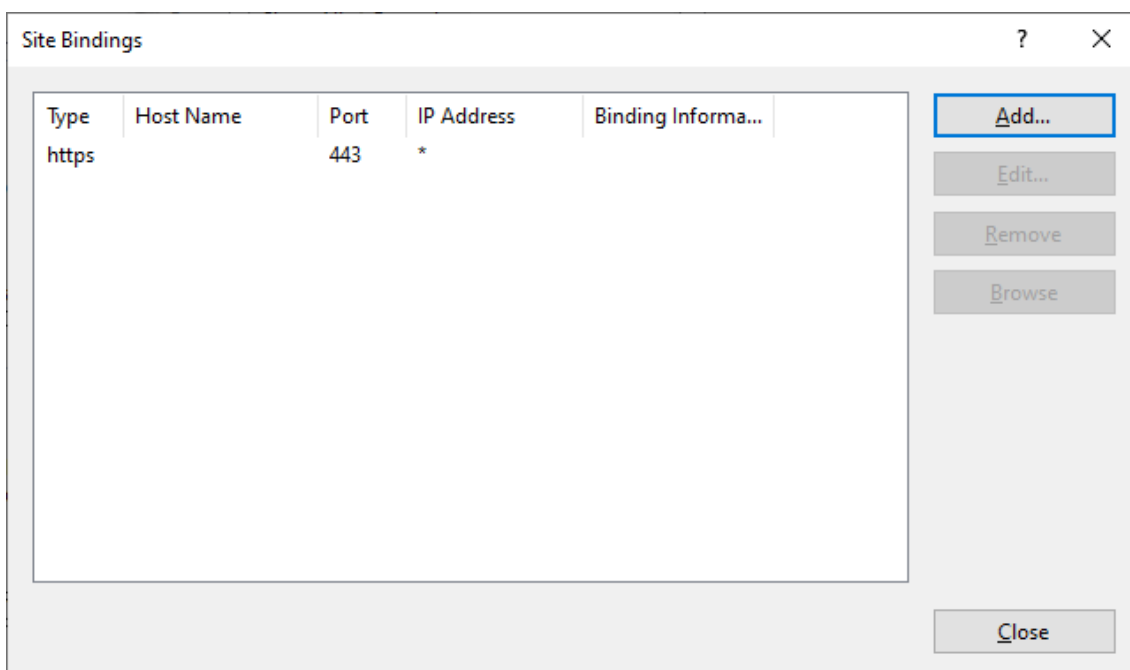 Site Bindings ?
Type Host Name Port IP Address Binding Informa... Add...
https 443 *
Edit...
Remove
Browse
Close